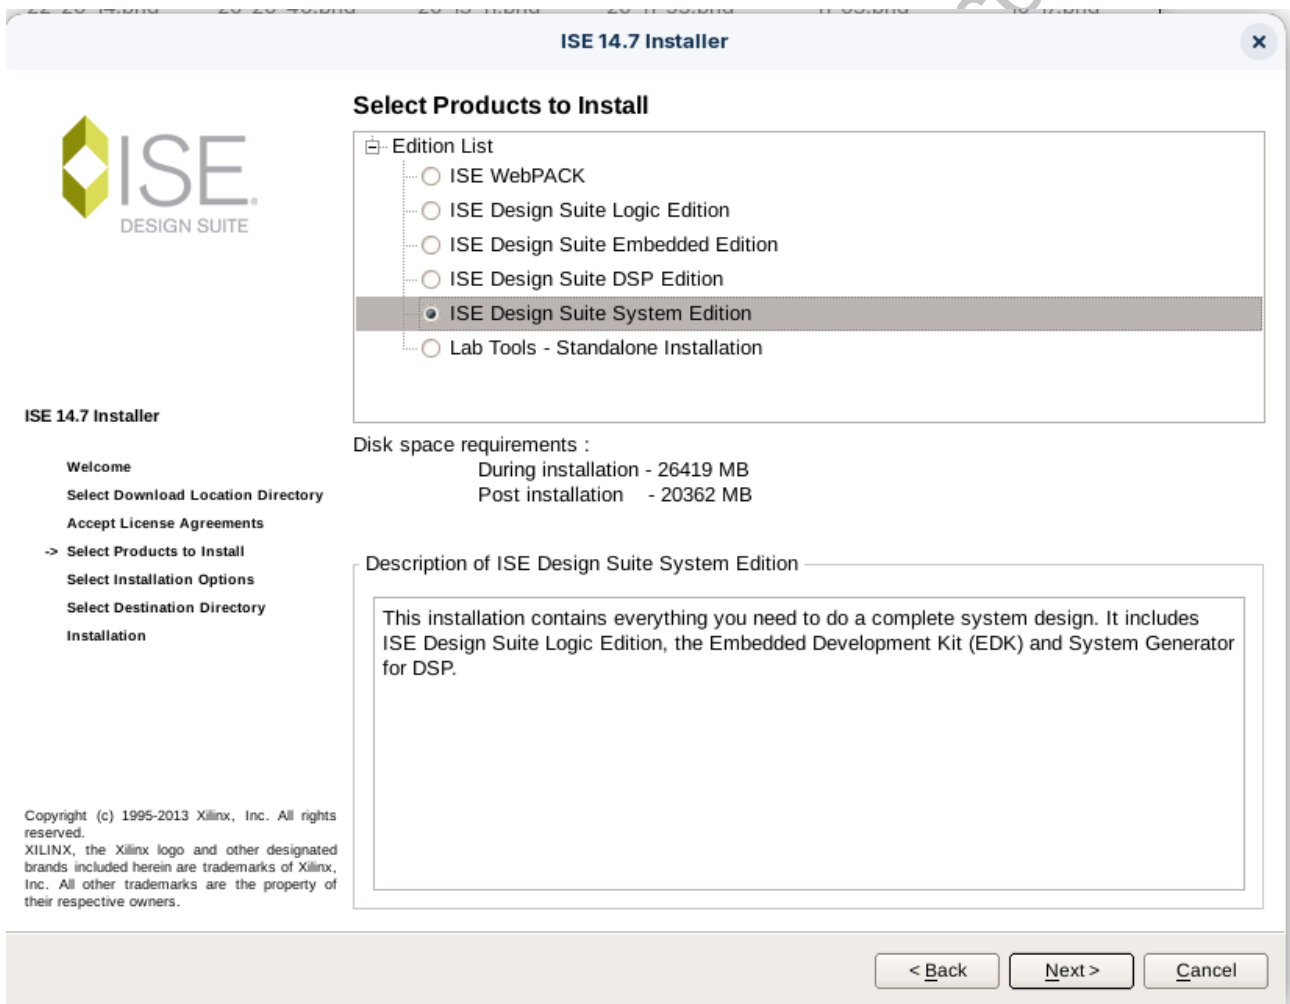 ISE 14.7 Installer
ISE
DESIGN SUITE
Select Products to Install
Edition List
ISE WebPACK
ISE Design Suite Logic Edition
ISE Design Suite Embedded Edition
ISE Design Suite DSP Edition
ISE Design Suite System Edition
Lab Tools - Standalone Installation
Disk space requirements :
During installation - 26419 MB
Post installation - 20362 MB
ISE 14.7 Installer
Welcome
Select Download Location Directory
Accept License Agreements
-> Select Products to Install
Select Installation Options
Select Destination Directory
Installation
Description of ISE Design Suite System Edition
This installation contains everything you need to do a complete system design. It includes
ISE Design Suite Logic Edition, the Embedded Development Kit (EDK) and System Generator
for DSP.
Copyright (c) 1995-2013 Xilinx, Inc. All rights
reserved.
XILINX, the Xilinx logo and other designated
brands included herein are trademarks of Xilinx,
Inc. All other trademarks are the property of
their respective owners.
< Back
Next >
Cancel